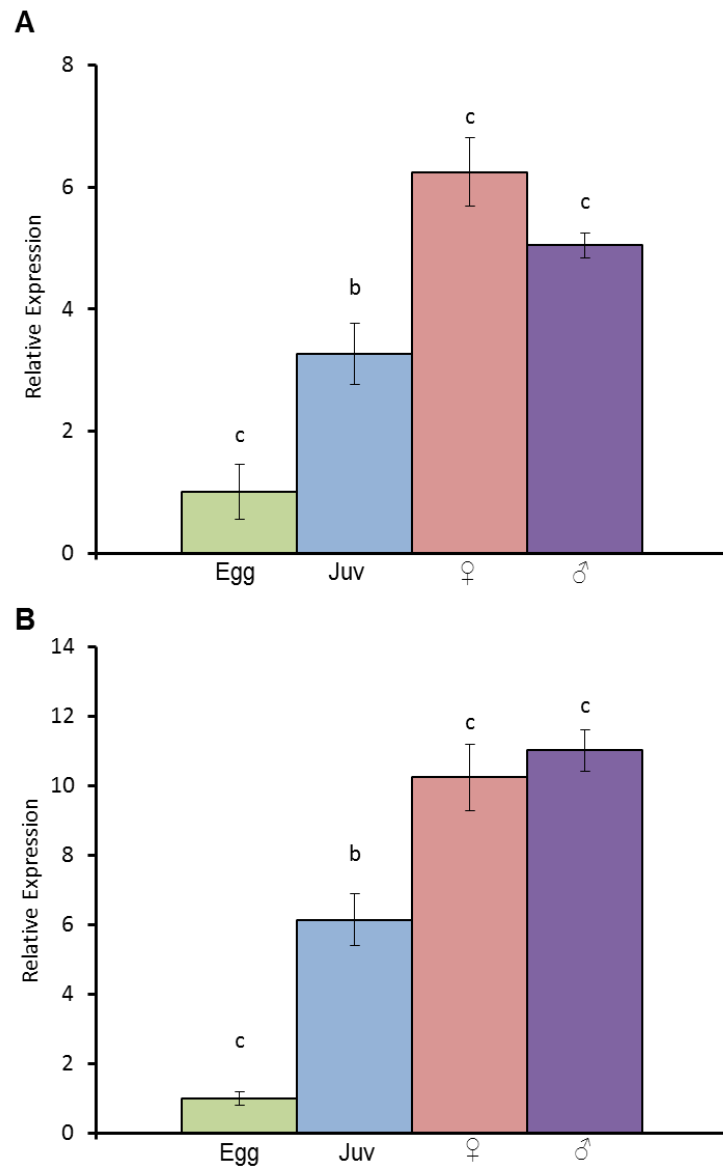 A
8
6
4
2
0
Relative Expression
c
b
c
c
Egg Juv ♀ ♂
B
14
12
10
8
6
4
2
0
Relative Expression
c
b
c
c
Egg Juv ♀ ♂